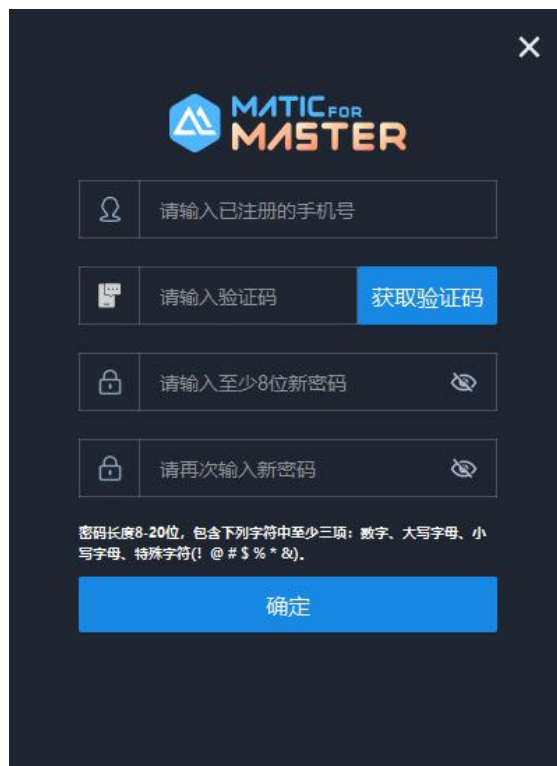 MATIC FOR
MASTER
请输入已注册的手机号
请输入验证码 获取验证码
请输入至少8位新密码
请再次输入新密码
密码长度8-20位，包含下列字符中至少三项：数字、大写字母、小
写字母、特殊字符(！@ # $ % * &)。
确定